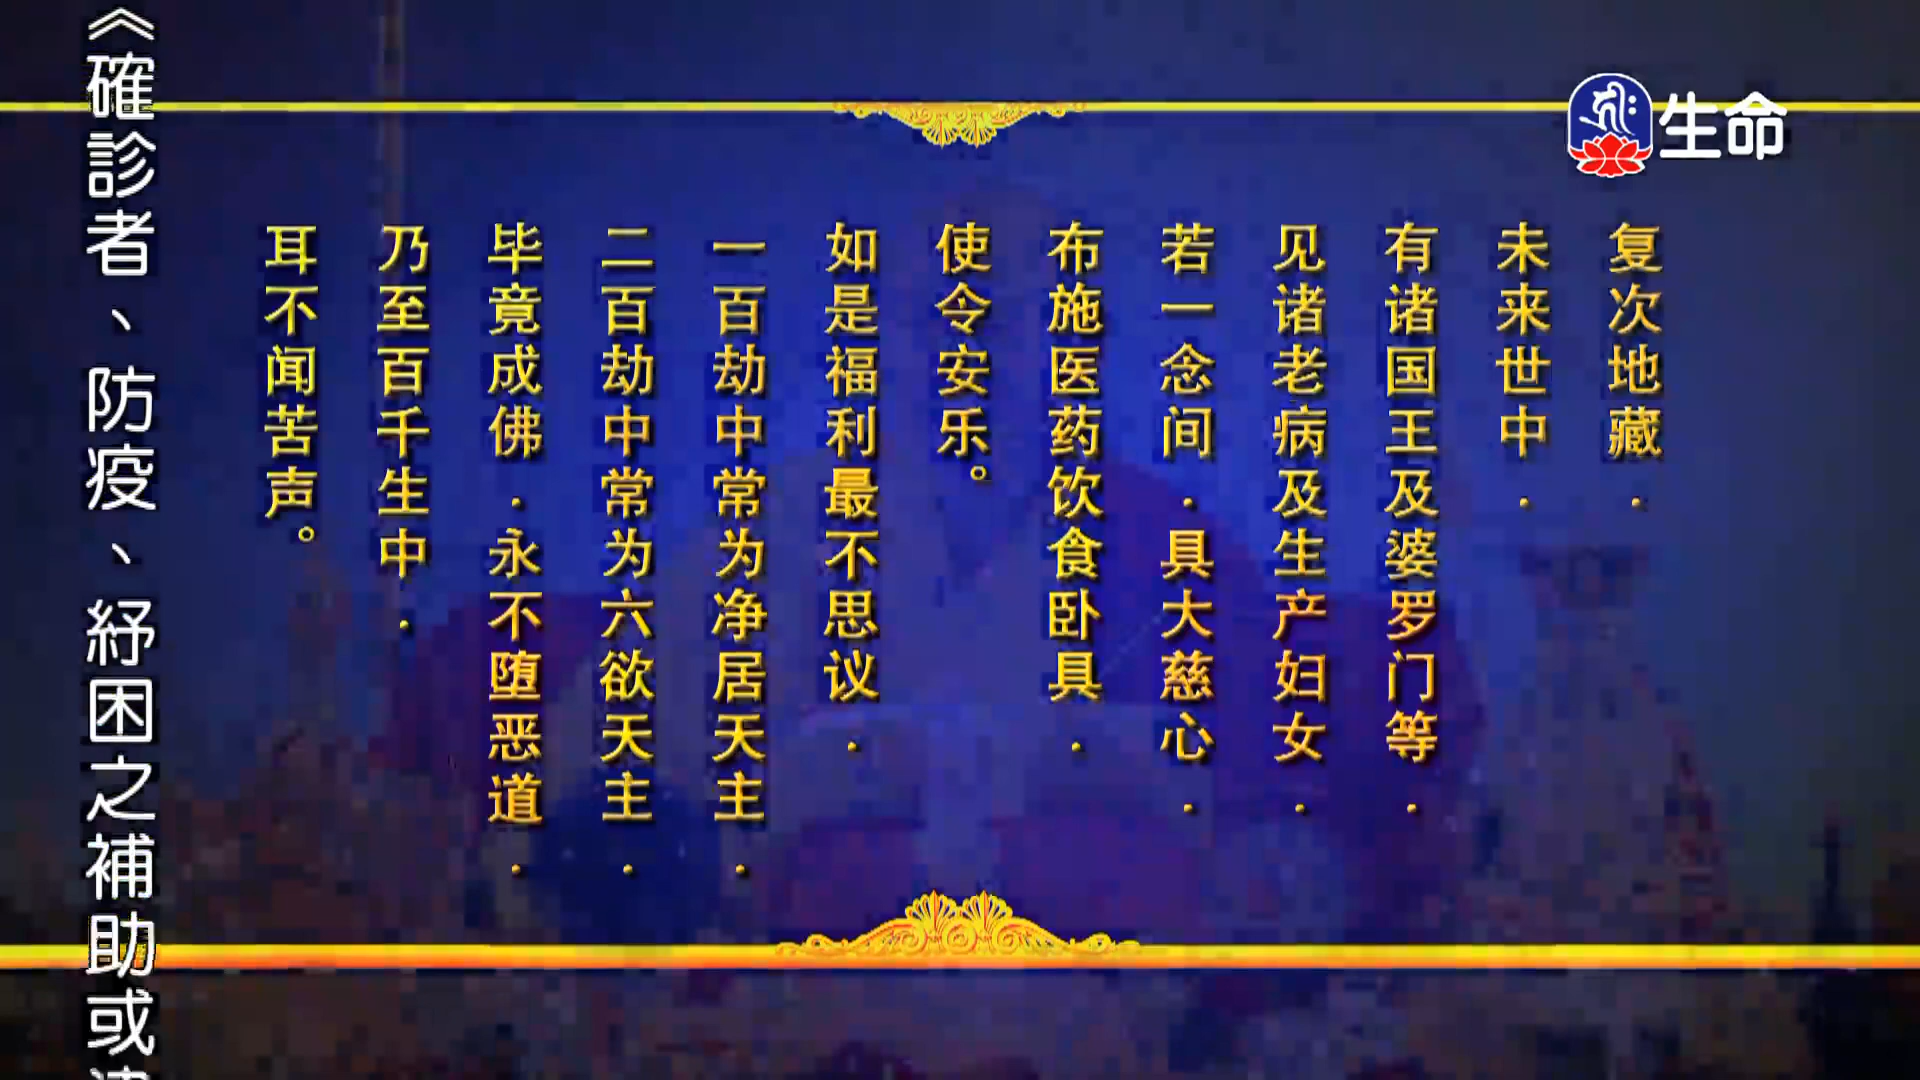 生命
复次地藏．
未来世中．
有诸国王及婆罗门等．
见诸老病及生产妇女．
若一念间．具大慈心．
布施医药饮食卧具．
使令安乐。
如是福利最不思议．
一百劫中常为净居天主．
二百劫中常为六欲天主．
毕竟成佛．永不堕恶道．
乃至百千生中．
耳不闻苦声。
《確診者、防疫、紓困之補助或